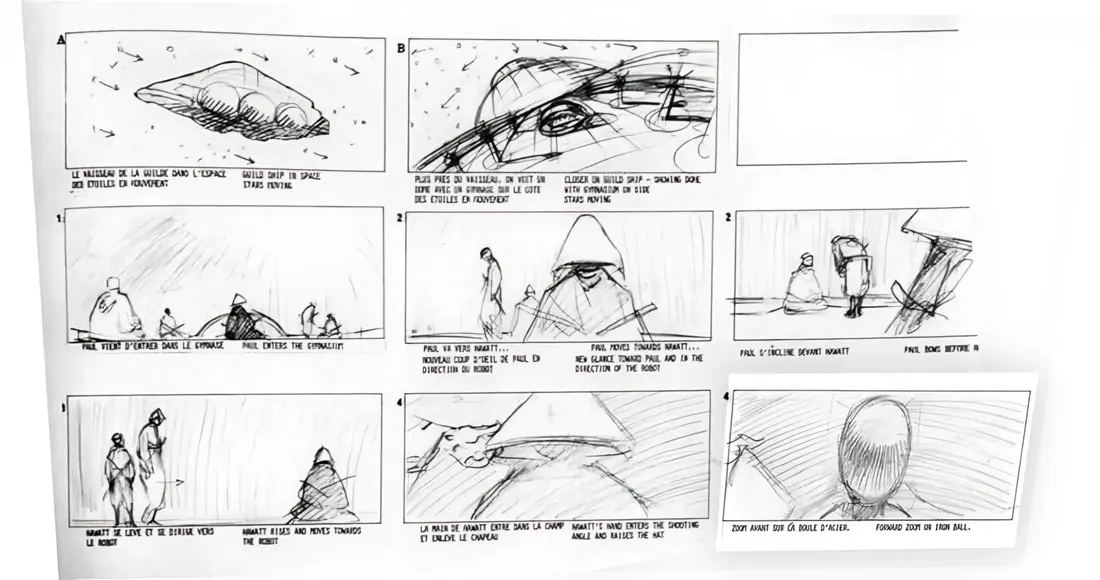 A
LE VAISSEAU DE LA GUILDE DANS L'ESPACE
DES ETOILES EN MOUVEMENT
GUILD SHIP IN SPACE
STARS MOVING
B
PLUS PRES DU VAISSEAU, ON VOIT UN
DOME AVEC UN GYMNASE SUR LE COTE
DES ETOILES EN MOUVEMENT
CLOSER ON GUILD SHIP - SHOWING DOME
WITH GYMNASIUM ON SIDE
STARS MOVING
1
PAUL VIENT D'ENTRER DANS LE GYMNASE
PAUL ENTERS THE GYMNASIUM
2
PAUL VA VERS HAWATT...
NOUVEAU COUP D'OEIL DE PAUL EN
DIRECTION DU ROBOT
PAUL MOVES TOWARDS HAWATT...
NEW GLANCE TOWARD PAUL AND IN THE
DIRECTION OF THE ROBOT
2
PAUL S'INCLINE DEVANT HAWATT
PAUL BOWS BEFORE H
3
HAWATT SE LEVE ET SE DIRIGE VERS
LE ROBOT
HAWATT RISES AND MOVES TOWARDS
THE ROBOT
4
LA MAIN DE HAWATT ENTRE DANS LA CHAMP
ET ENLEVE LE CHAPEAU
HAWATT'S HAND ENTERS THE SHOOTING
ANGLE AND RAISES THE HAT
4
ZOOM AVANT SUR LA BOULE D'ACIER.
FORWARD ZOOM ON IRON BALL.